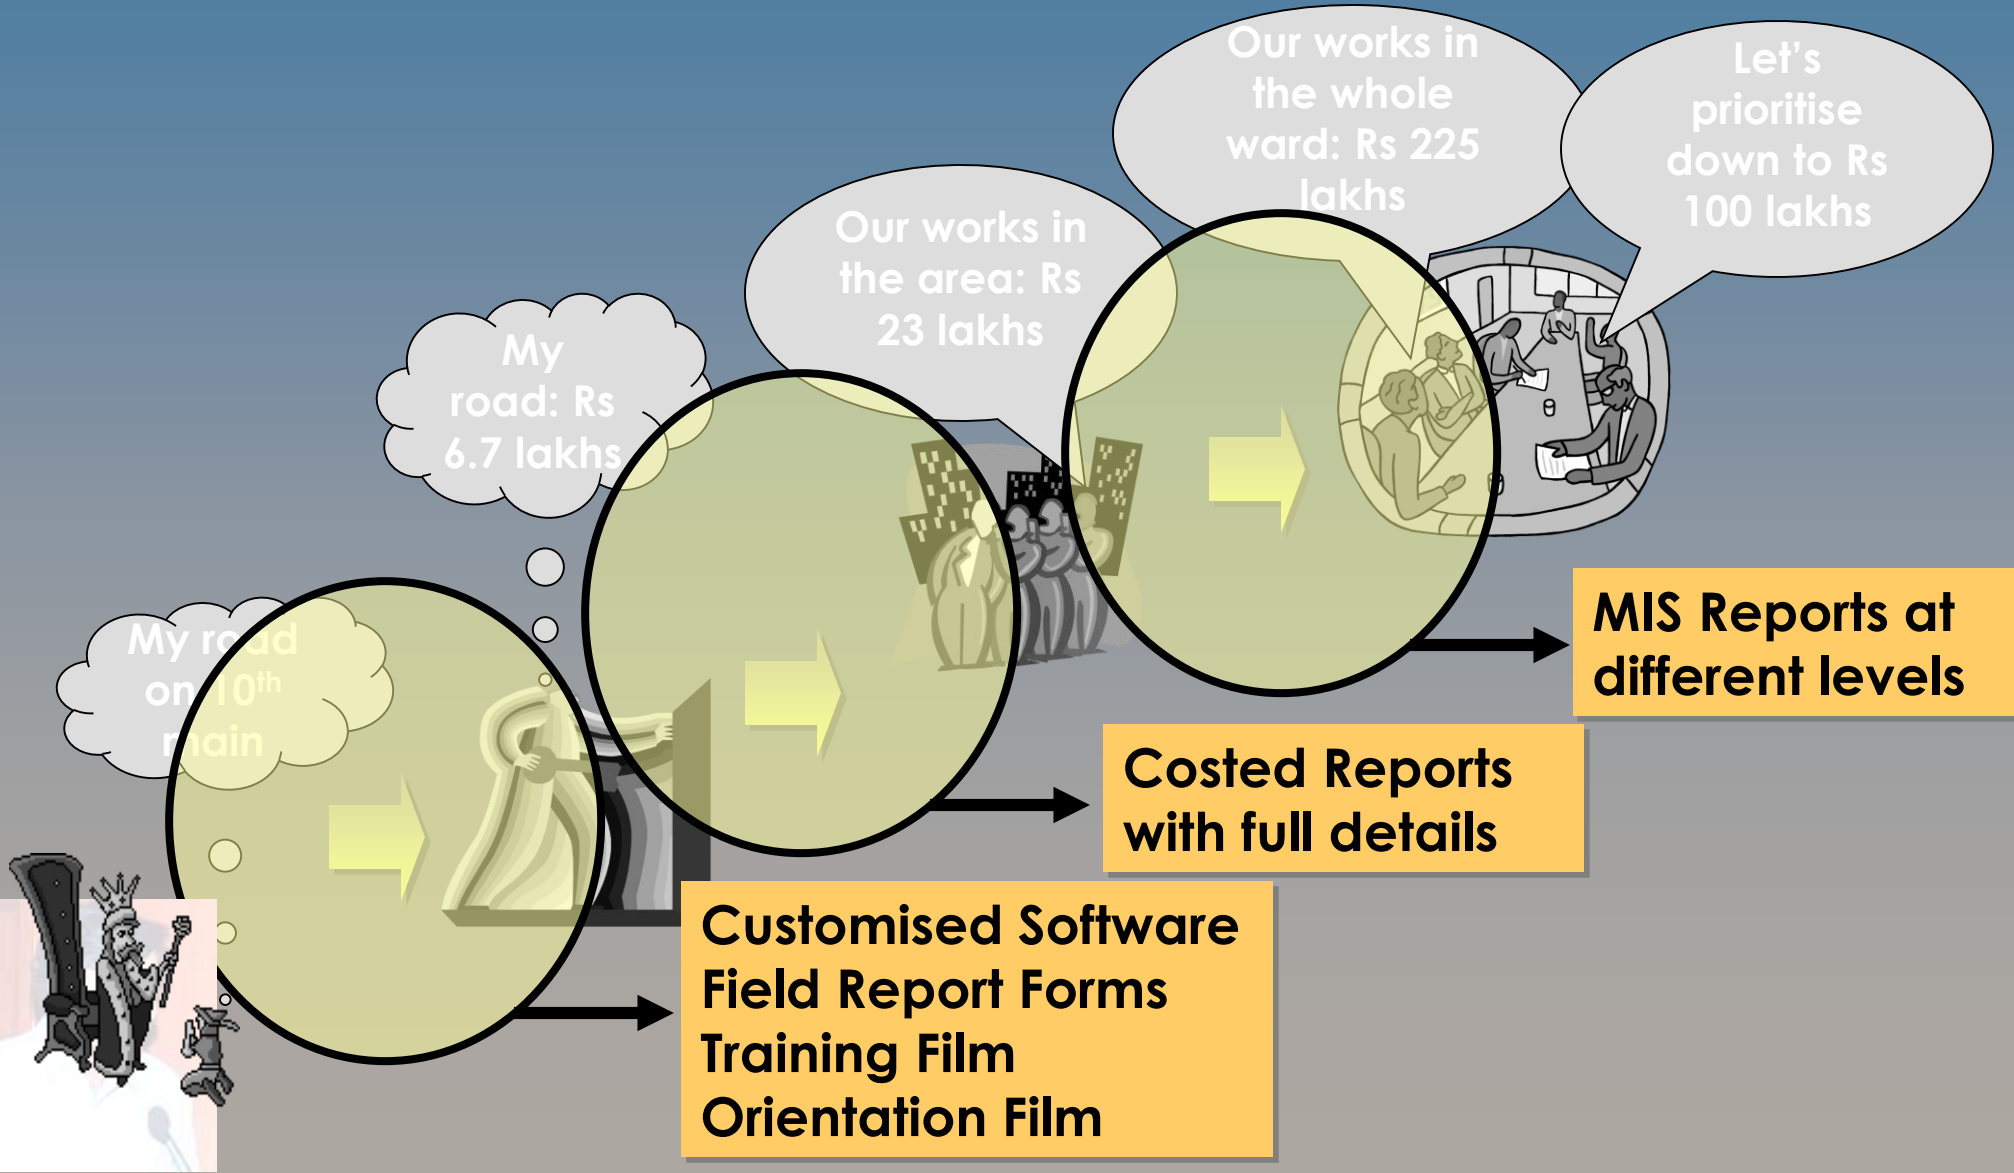 Our works in
the whole
ward: Rs 225
lakhs
Let's
prioritise
down to Rs
100 lakhs
Our works in
the area: Rs
23 lakhs
My
road: Rs
6.7 lakhs
My road
on 10th
main
MIS Reports at
different levels
Costed Reports
with full details
Customised Software
Field Report Forms
Training Film
Orientation Film